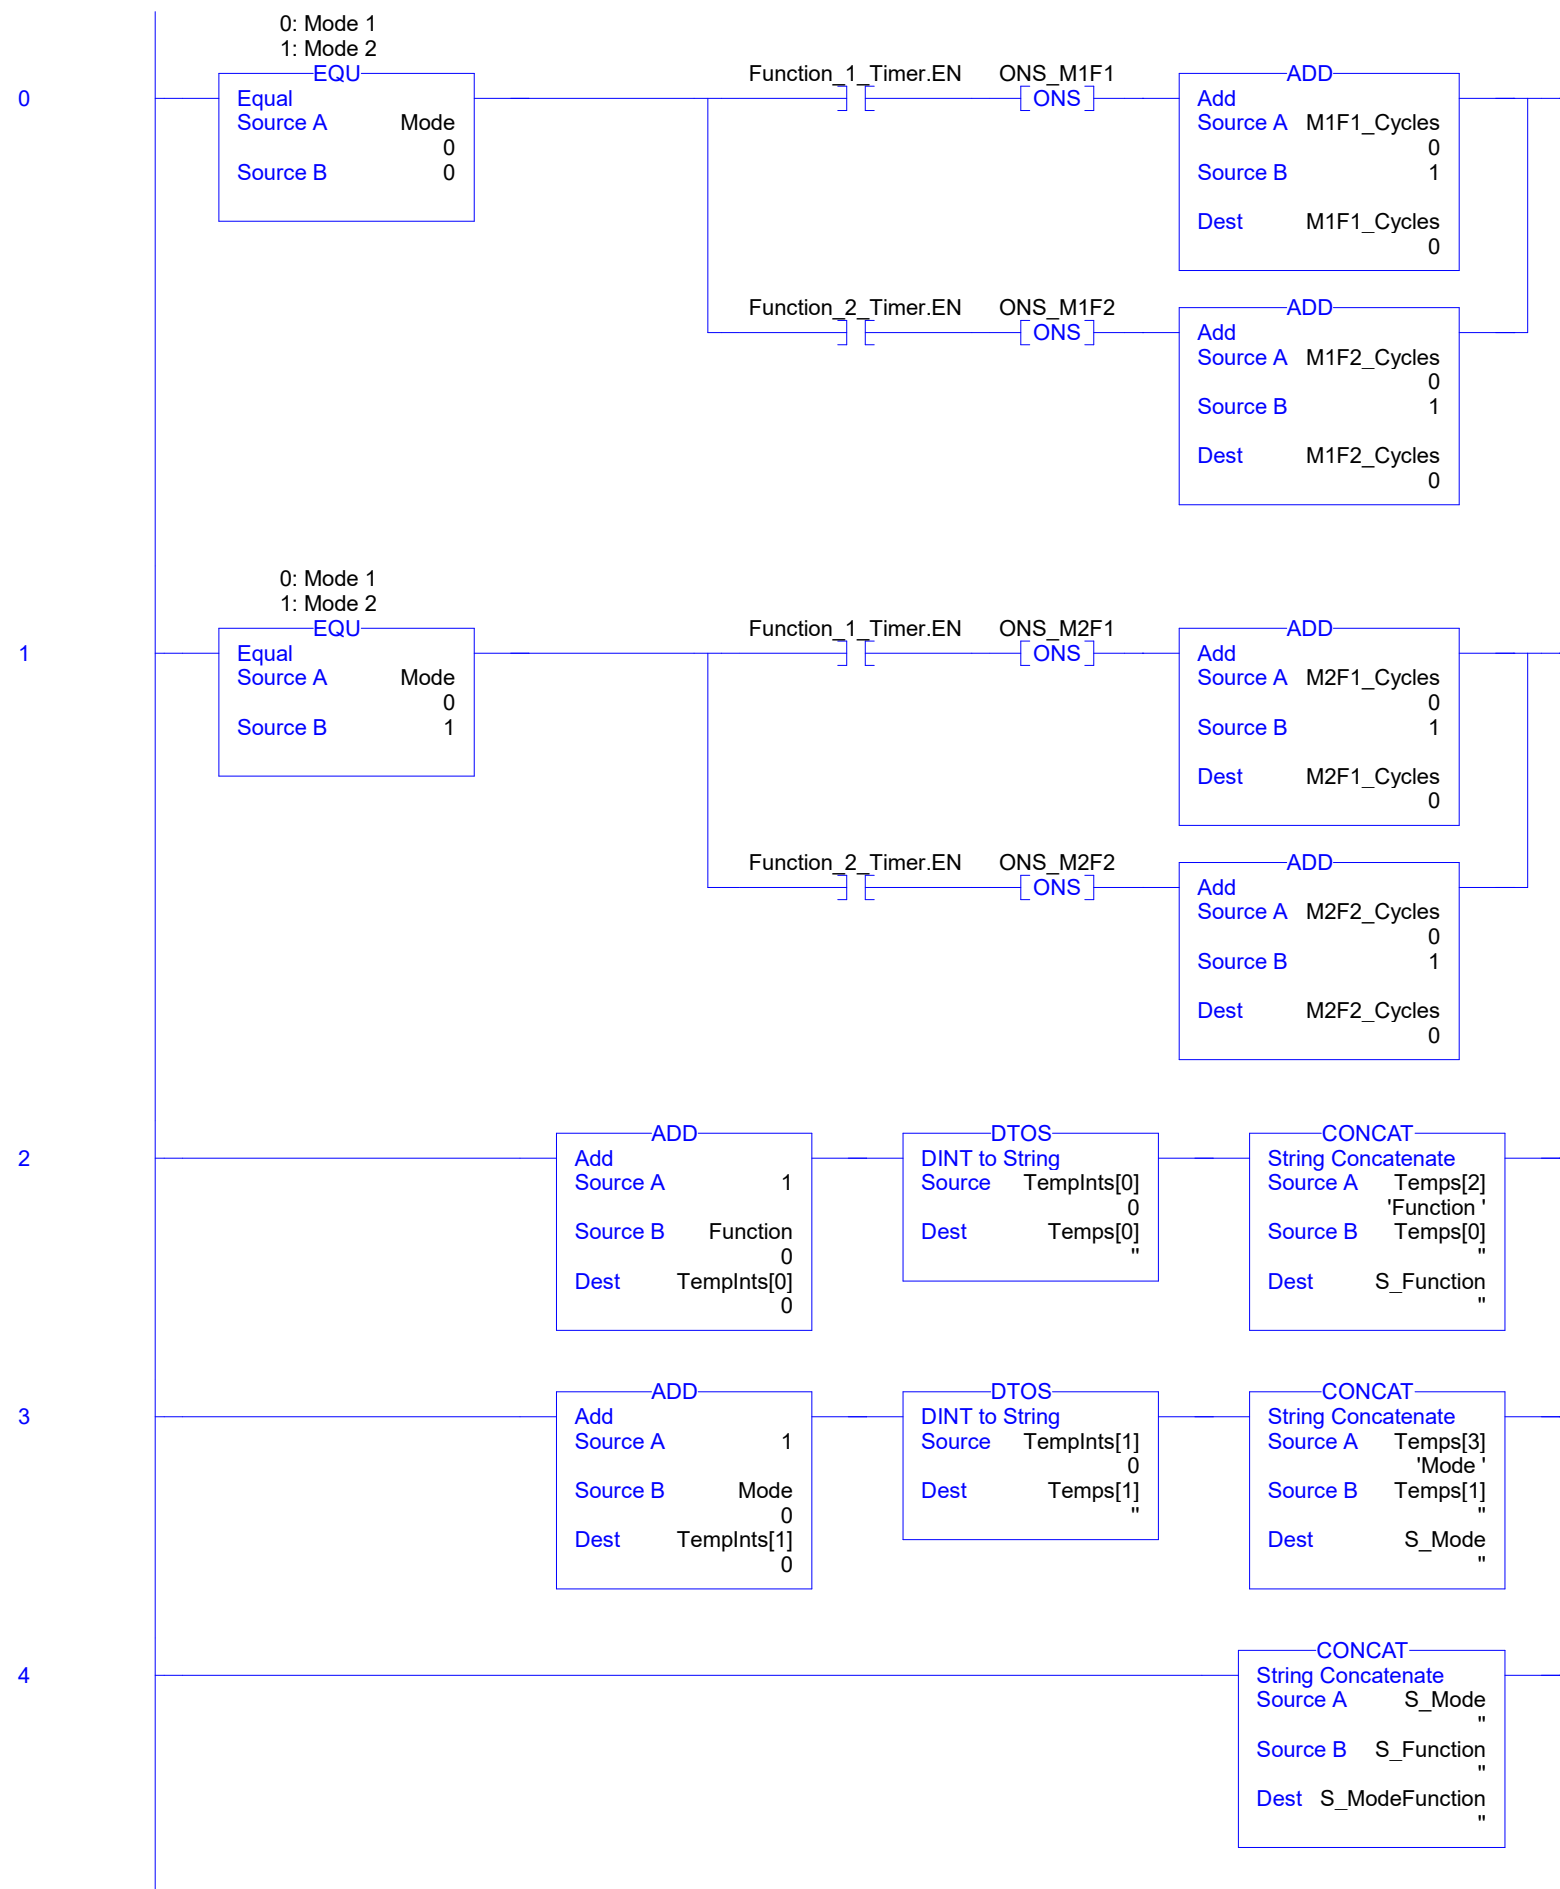 0: Mode 1
1: Mode 2
0
EQU
Equal
Source A Mode
0
Source B 0
Function_1_Timer.EN
ONS_M1F1
ONS
ADD
Add
Source A M1F1_Cycles
0
Source B 1
Dest M1F1_Cycles
0
Function_2_Timer.EN
ONS_M1F2
ONS
ADD
Add
Source A M1F2_Cycles
0
Source B 1
Dest M1F2_Cycles
0
0: Mode 1
1: Mode 2
1
EQU
Equal
Source A Mode
0
Source B 1
Function_1_Timer.EN
ONS_M2F1
ONS
ADD
Add
Source A M2F1_Cycles
0
Source B 1
Dest M2F1_Cycles
0
Function_2_Timer.EN
ONS_M2F2
ONS
ADD
Add
Source A M2F2_Cycles
0
Source B 1
Dest M2F2_Cycles
0
2
ADD
Add
Source A 1
Source B Function
0
Dest TempInts[0]
0
DTOS
DINT to String
Source TempInts[0]
0
Dest Temps[0]
''
CONCAT
String Concatenate
Source A Temps[2]
'Function '
Source B Temps[0]
''
Dest S_Function
''
3
ADD
Add
Source A 1
Source B Mode
0
Dest TempInts[1]
0
DTOS
DINT to String
Source TempInts[1]
0
Dest Temps[1]
''
CONCAT
String Concatenate
Source A Temps[3]
'Mode '
Source B Temps[1]
''
Dest S_Mode
''
4
CONCAT
String Concatenate
Source A S_Mode
''
Source B S_Function
''
Dest S_ModeFunction
''